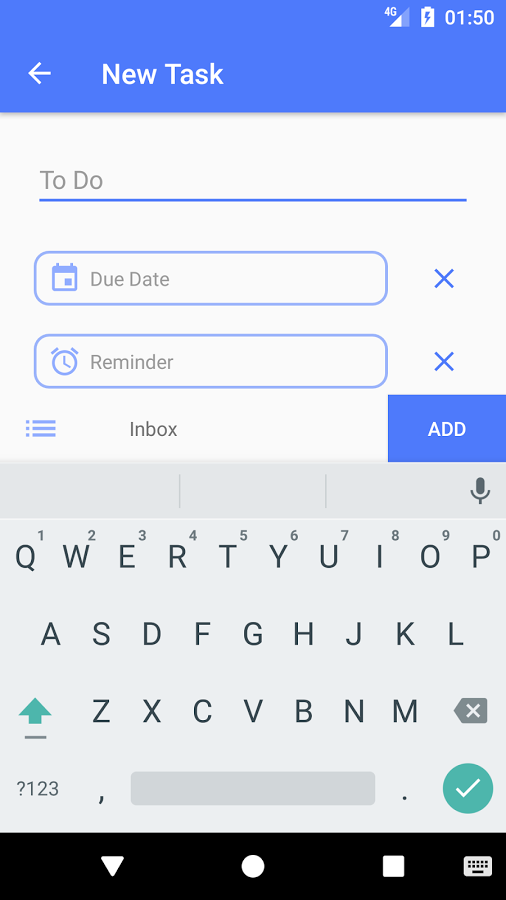 4G 01:50
New Task
To Do
Due Date
Reminder
Inbox ADD
1 2 3 4 5 6 7 8 9 0
Q W E R T Y U I O P
A S D F G H J K L
Z X C V B N M
?123 , .